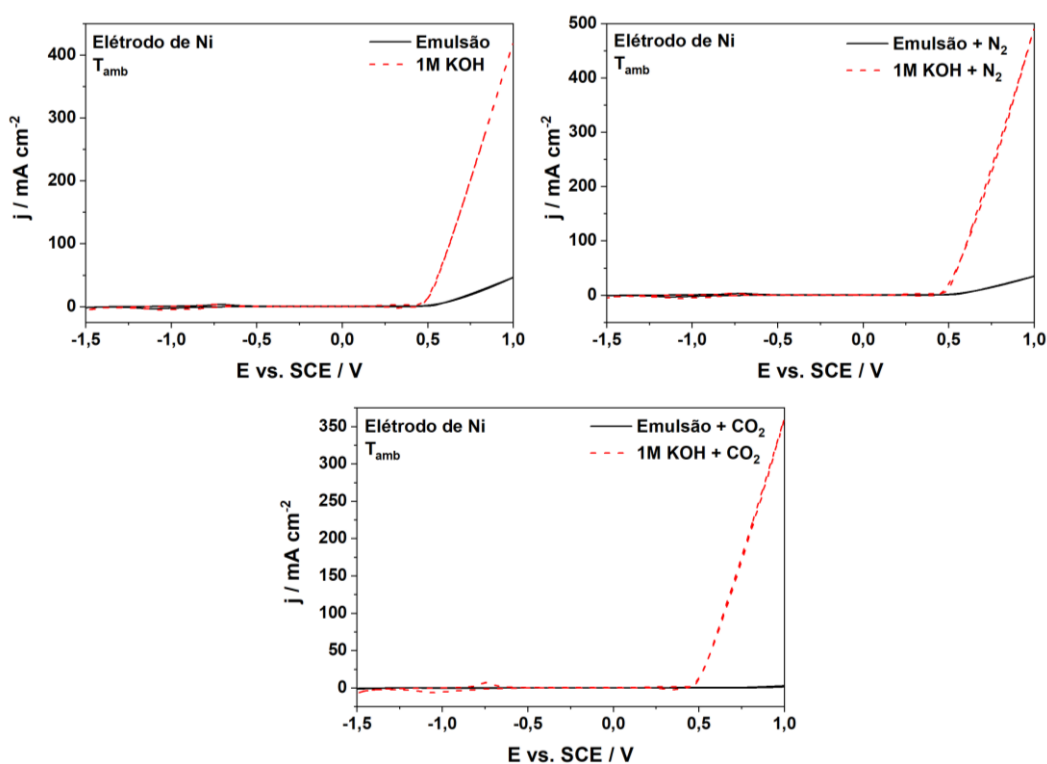 Elétrodo de Ni
T_amb
Emulsão
1M KOH
400
300
200
100
0
-1,5 -1,0 -0,5 0,0 0,5 1,0
j / mA cm⁻²
E vs. SCE / V
Elétrodo de Ni
T_amb
Emulsão + N₂
1M KOH + N₂
500
400
300
200
100
0
-1,5 -1,0 -0,5 0,0 0,5 1,0
j / mA cm⁻²
E vs. SCE / V
Elétrodo de Ni
T_amb
Emulsão + CO₂
1M KOH + CO₂
350
300
250
200
150
100
50
0
-1,5 -1,0 -0,5 0,0 0,5 1,0
j / mA cm⁻²
E vs. SCE / V